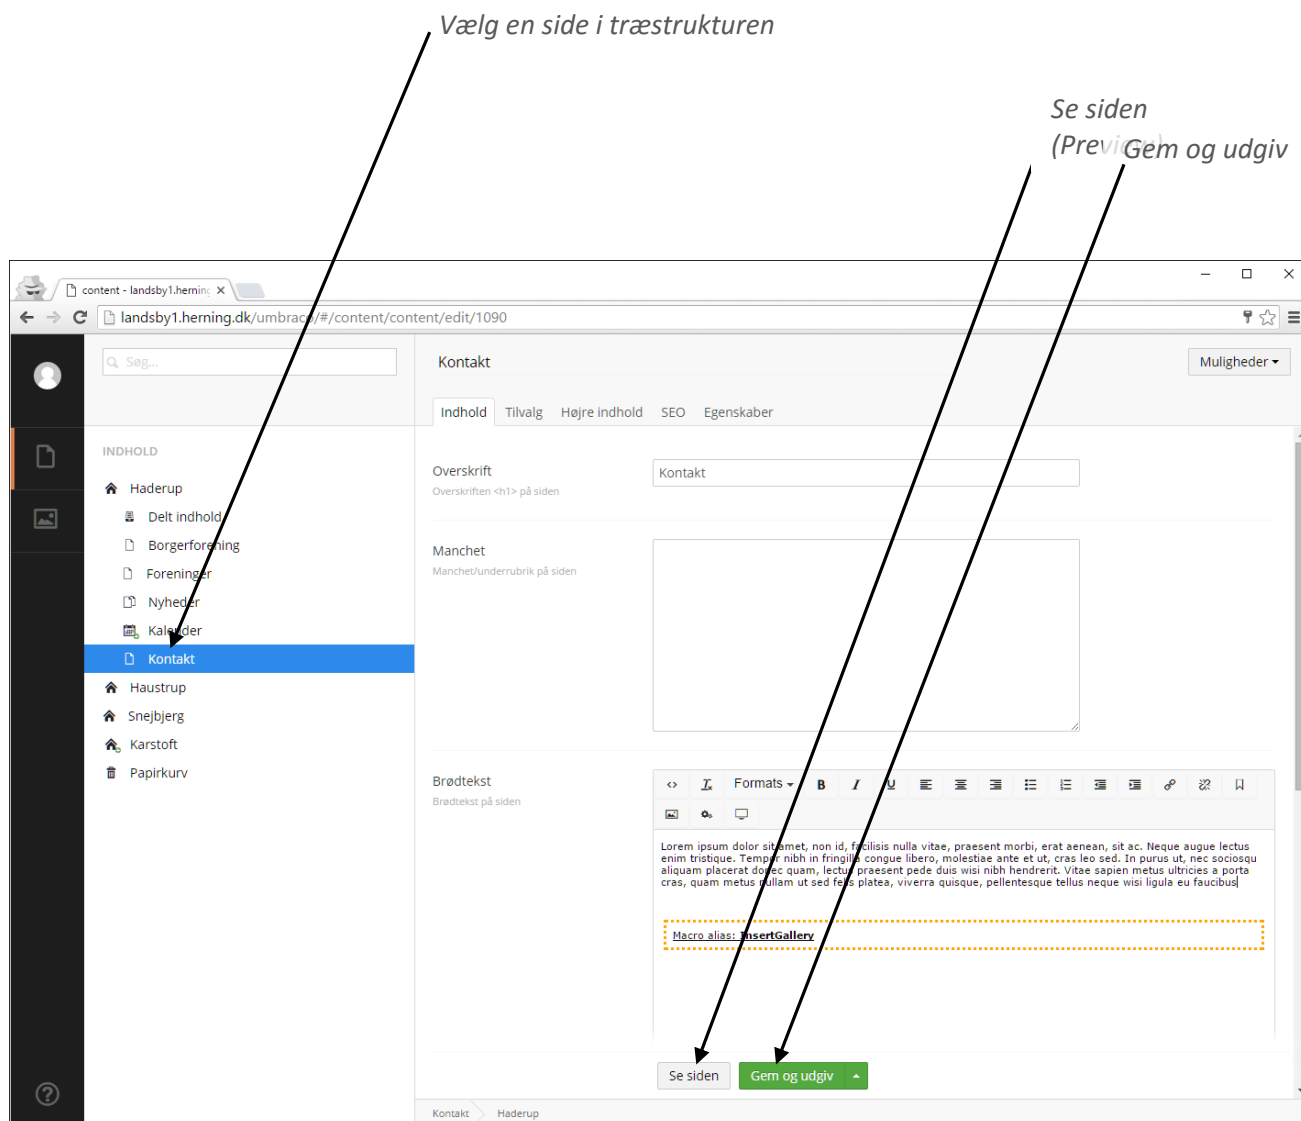 Vælg en side i træstrukturen
Se siden
(Preview)
Gem og udgiv
content - landsby1.herning
landsby1.herning.dk/umbraco/#/content/content/edit/1090
Søg...
Kontakt
Muligheder
Indhold Tilvalg Højre indhold SEO Egenskaber
INDHOLD
Haderup
Delt indhold
Borgerforening
Foreninger
Nyheder
Kalender
Kontakt
Haustrup
Snejbjerg
Karstoft
Papirkurv
Overskrift
Overskriften <h1> på siden
Kontakt
Manchet
Manchet/underrubrik på siden
Brødtekst
Brødtekst på siden
Formats
Lorem ipsum dolor sit amet, non id, facilisis nulla vitae, praesent morbi, erat aenean, sit ac. Neque augue lectus
enim tristique. Tempor nibh in fringilla congue libero, molestiae ante et ut, cras leo sed. In purus ut, nec sociosqu
aliquam placerat donec quam, lectus praesent pede duis wisi nibh hendrerit. Vitae sapien metus ultricies a porta
cras, quam metus nullam ut sed felis platea, viverra quisque, pellentesque tellus neque wisi ligula eu faucibus
Macro alias: InsertGallery
Se siden
Gem og udgiv
Kontakt Haderup